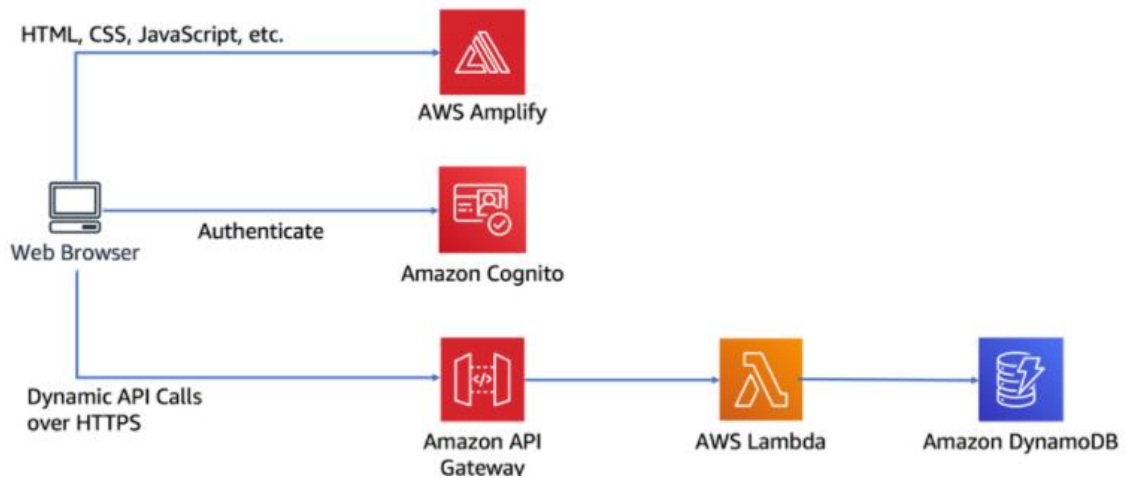 HTML, CSS, JavaScript, etc.
AWS Amplify
Web Browser
Authenticate
Amazon Cognito
Dynamic API Calls
over HTTPS
</>
Amazon API
Gateway
AWS Lambda
Amazon DynamoDB